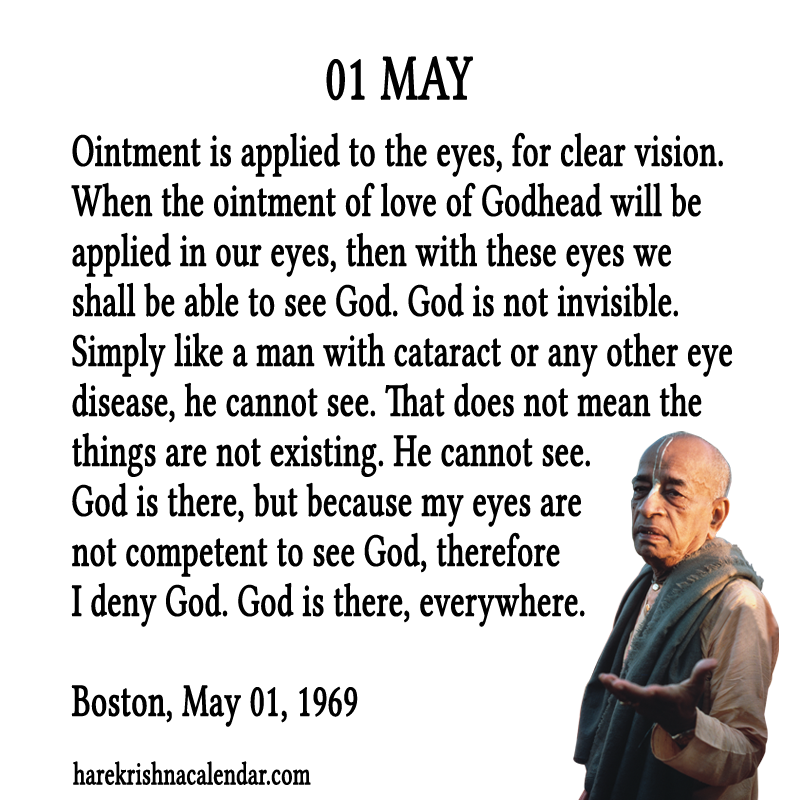 01 MAY
Ointment is applied to the eyes, for clear vision.
When the ointment of love of Godhead will be
applied in our eyes, then with these eyes we
shall be able to see God. God is not invisible.
Simply like a man with cataract or any other eye
disease, he cannot see. That does not mean the
things are not existing. He cannot see.
God is there, but because my eyes are
not competent to see God, therefore
I deny God. God is there, everywhere.
Boston, May 01, 1969
harekrishnacalendar.com